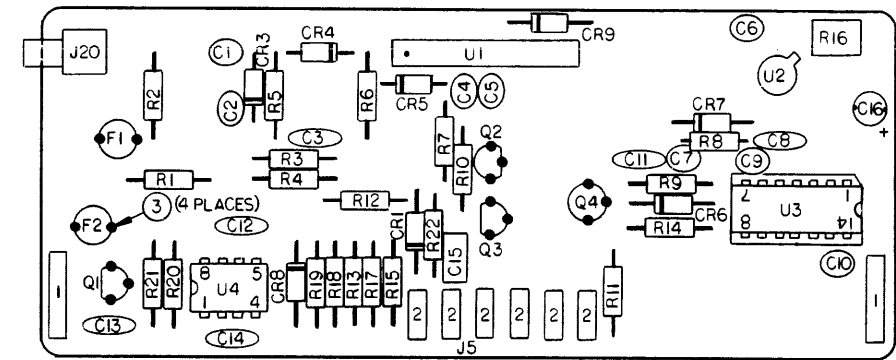 CR9
C6
J20
C1
CR3
CR4
U1
R16
R2
C2
R5
R6
CR5
C4
C5
U2
CR7
C16
+
F1
C3
R7
R10
Q2
R8
C8
R3
C11
C7
C9
R1
R4
R9
7
1
F2
3
(4 PLACES)
R12
CR1
R22
Q3
Q4
CR6
U3
C12
R14
8
14
C15
C10
1
Q1
R21
R20
8
5
U4
1
4
CR8
R19
R18
R13
R17
R15
R11
1
2
2
2
2
2
2
C13
C14
J5